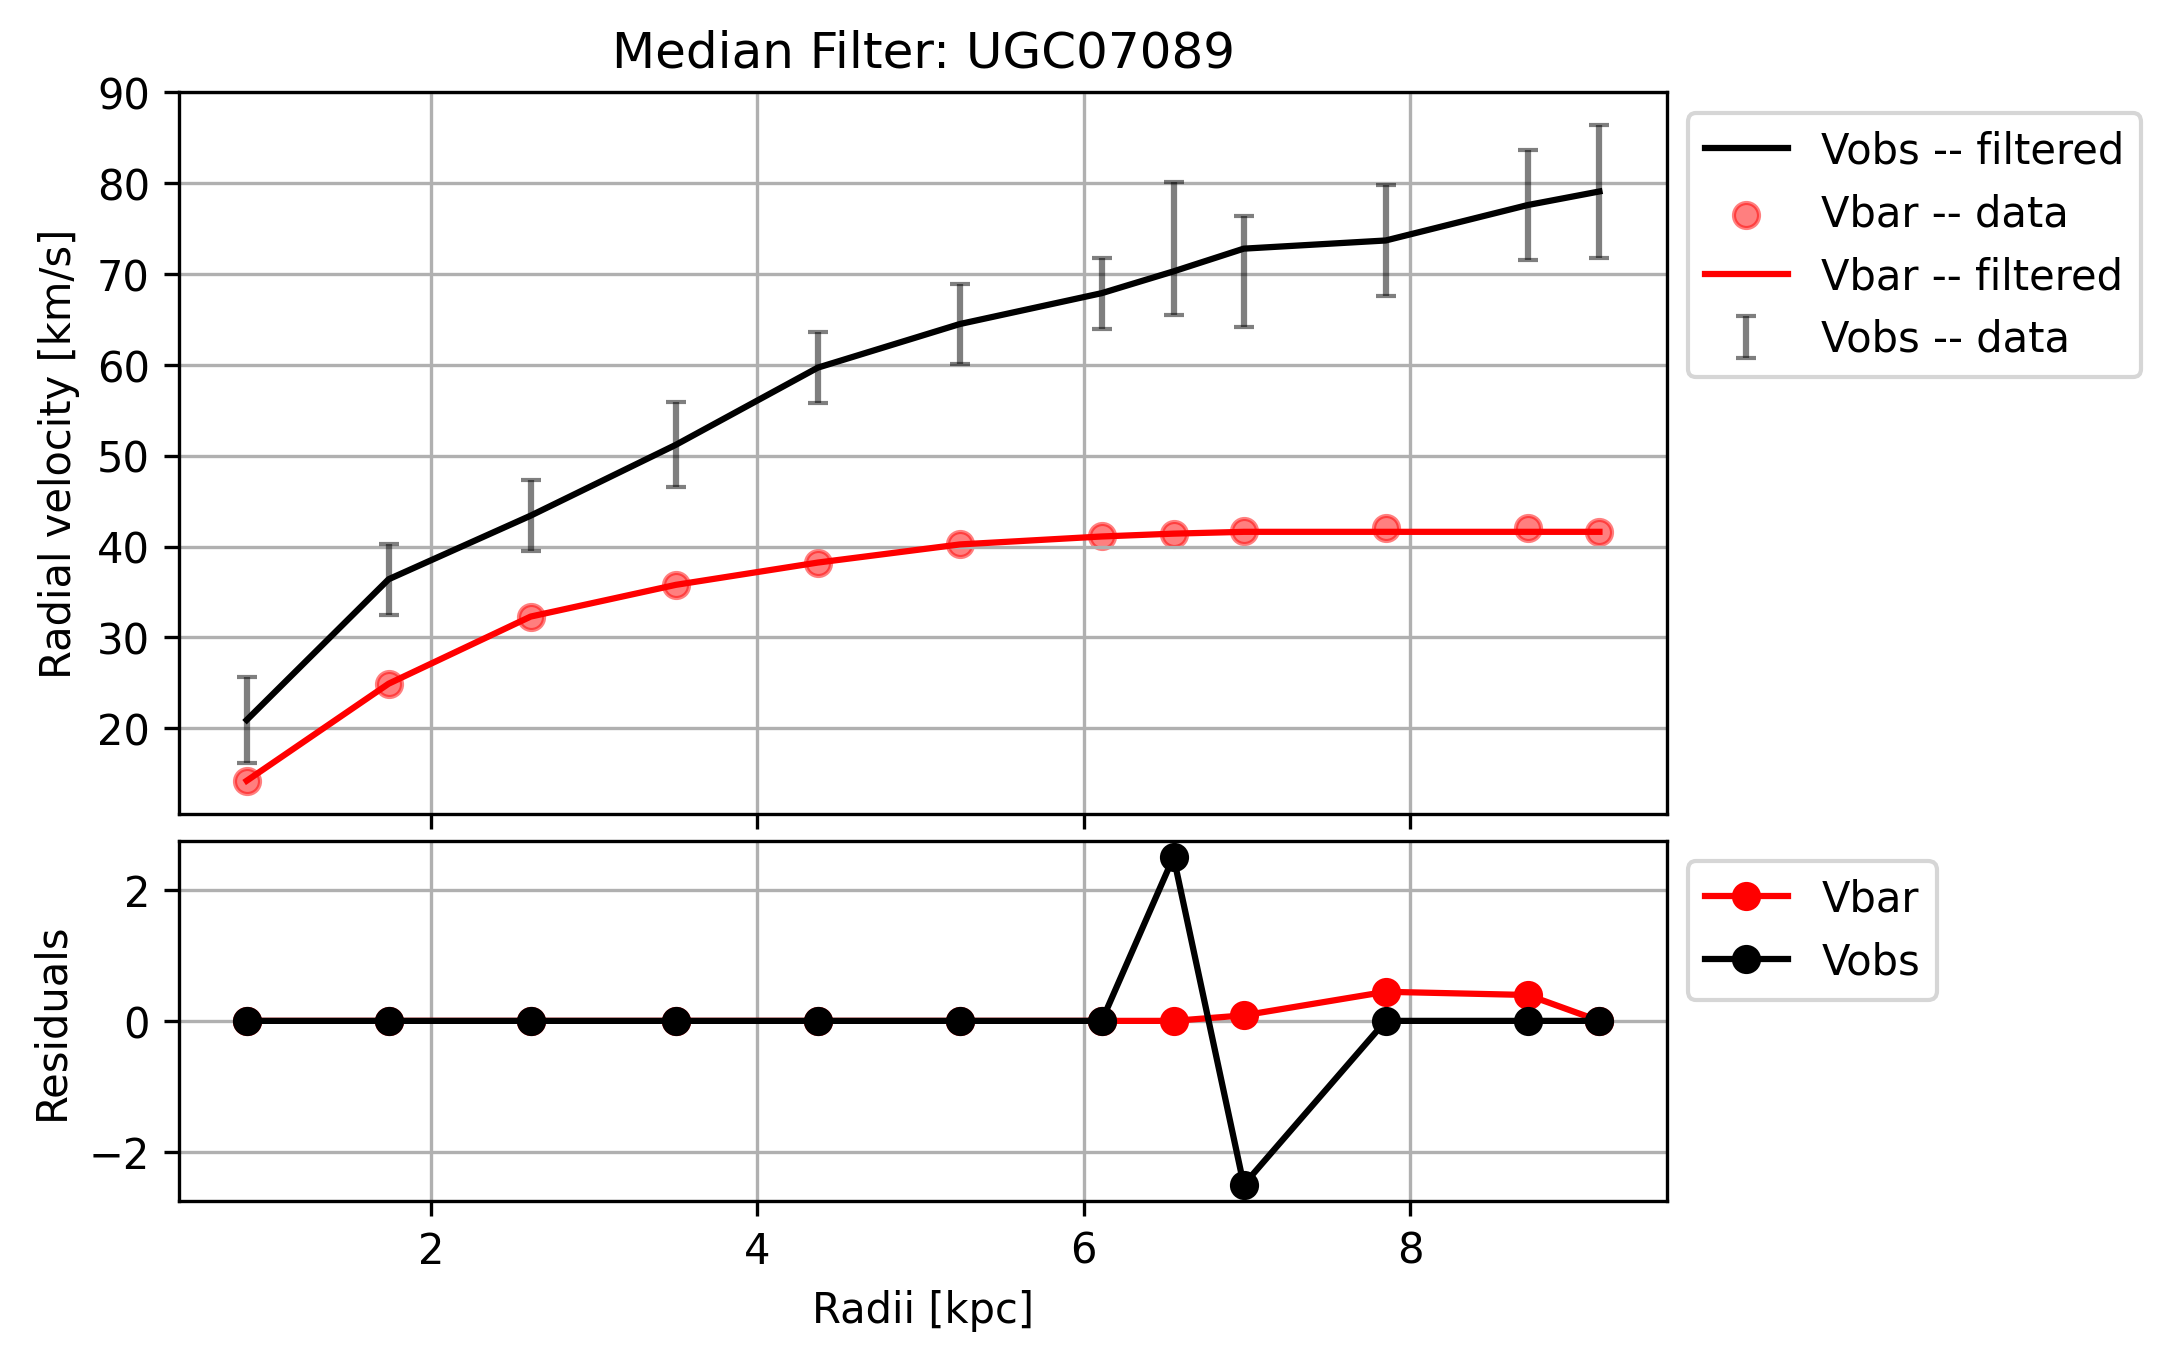 Median Filter: UGC07089
90
80
70
60
50
40
30
20
Radial velocity [km/s]
Vobs -- filtered
Vbar -- data
Vbar -- filtered
Vobs -- data
2
0
−2
Residuals
Vbar
Vobs
2 4 6 8
Radii [kpc]